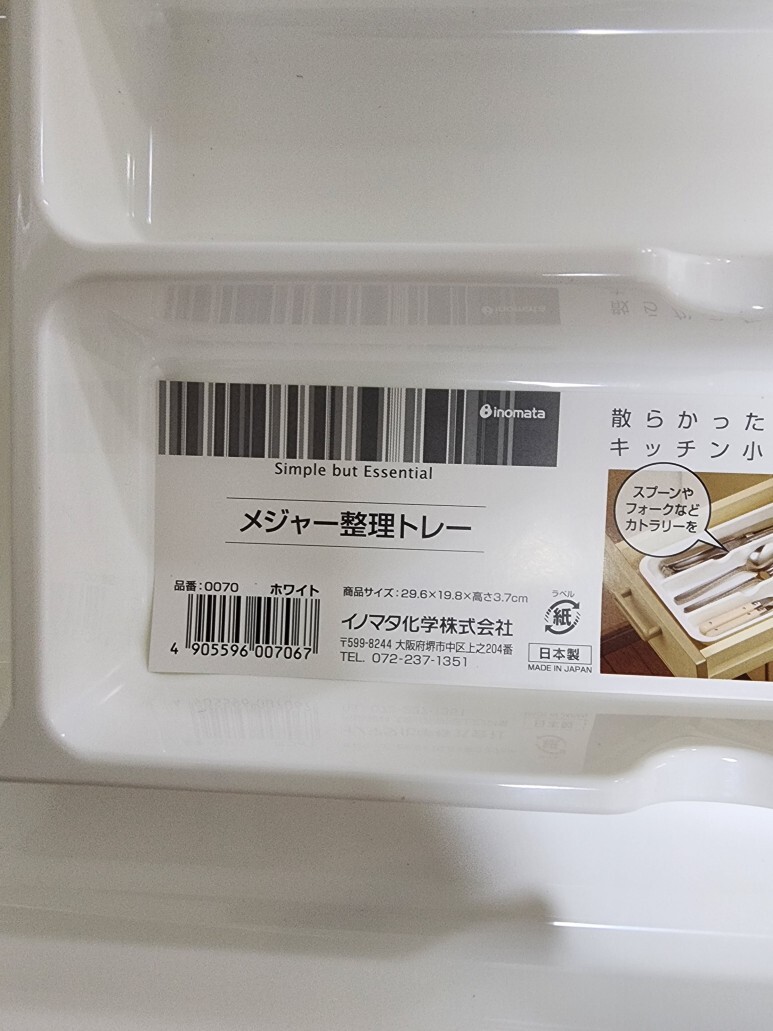 inomata
Simple but Essential
メジャー整理トレー
品番:0070 ホワイト
4 905596 007067
商品サイズ:29.6×19.8×高さ3.7cm
イノマタ化学株式会社
〒599-8244 大阪府堺市中区上之204番
TEL. 072-237-1351
ラベル
紙
日本製
MADE IN JAPAN
散らかった
キッチン小
スプーンや
フォークなど
カトラリーを